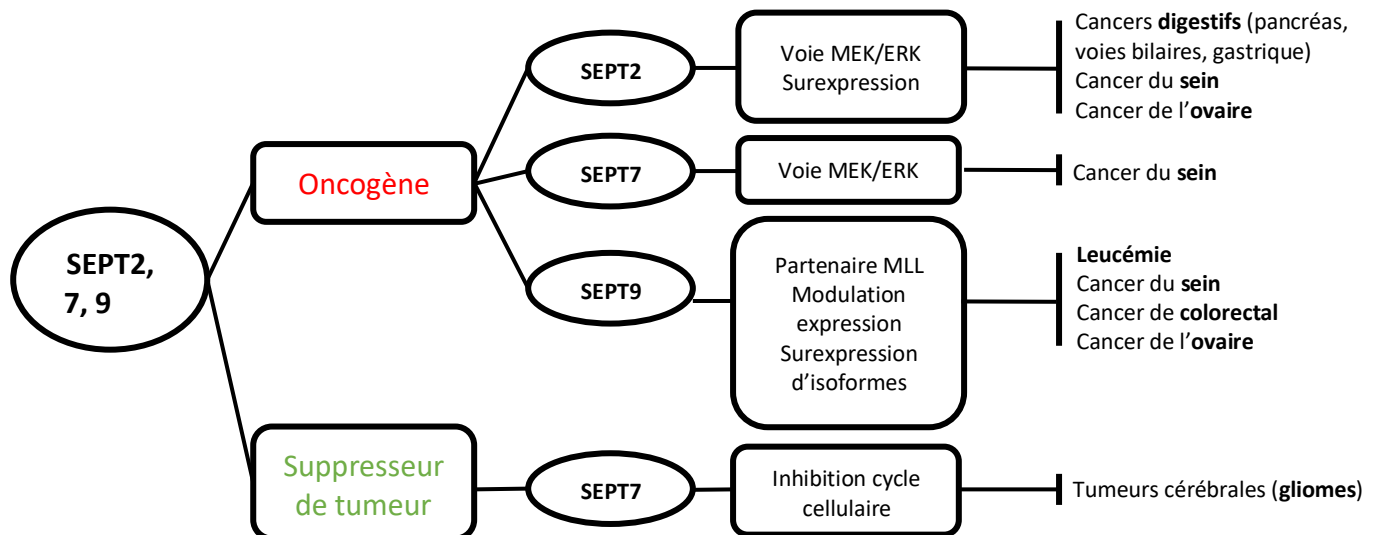 SEPT2,
7, 9
Oncogène
SEPT2
Voie MEK/ERK
Surexpression
Cancers digestifs (pancréas,
voies bilaires, gastrique)
Cancer du sein
Cancer de l’ovaire
SEPT7
Voie MEK/ERK
Cancer du sein
SEPT9
Partenaire MLL
Modulation
expression
Surexpression
d’isoformes
Leucémie
Cancer du sein
Cancer de colorectal
Cancer de l’ovaire
Suppresseur
de tumeur
SEPT7
Inhibition cycle
cellulaire
Tumeurs cérébrales (gliomes)